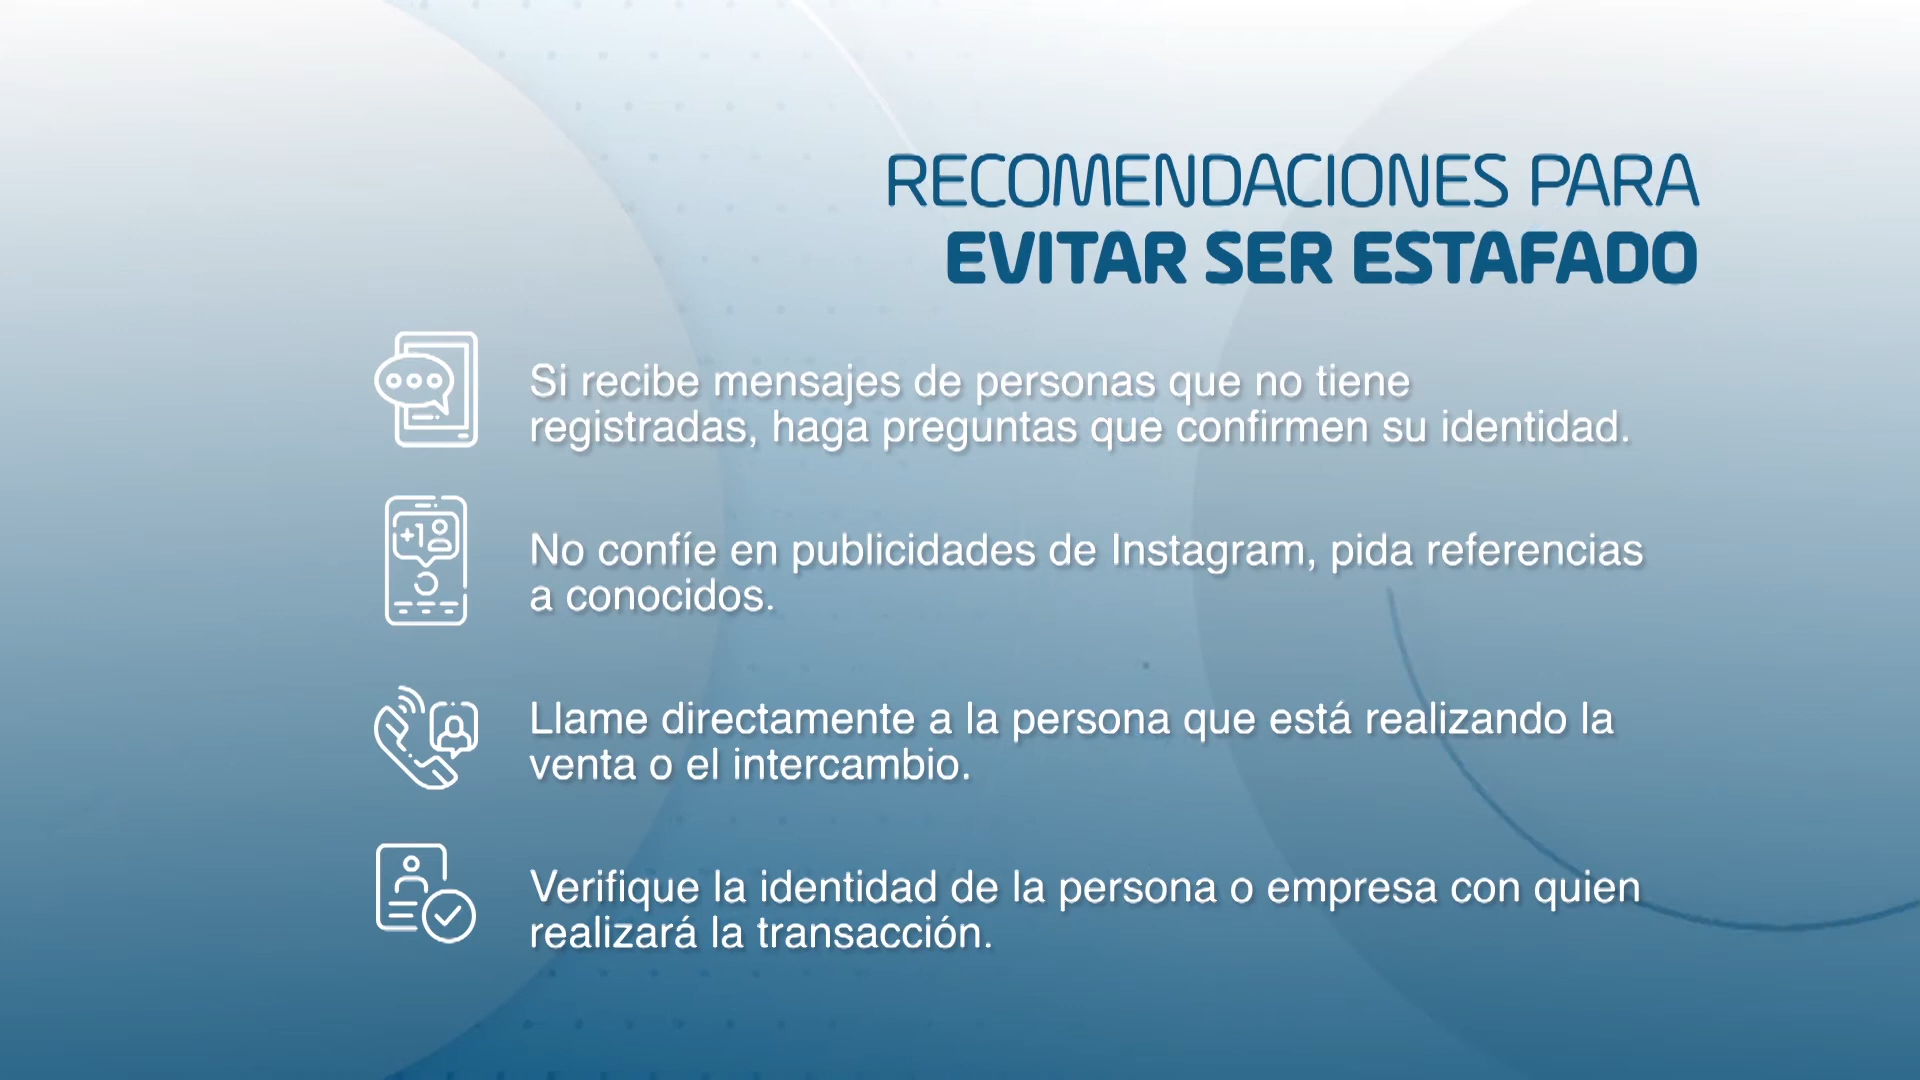 RECOMENDACIONES PARA
EVITAR SER ESTAFADO
Si recibe mensajes de personas que no tiene
registradas, haga preguntas que confirmen su identidad.
+1
No confíe en publicidades de Instagram, pida referencias
a conocidos.
Llame directamente a la persona que está realizando la
venta o el intercambio.
Verifique la identidad de la persona o empresa con quien
realizará la transacción.